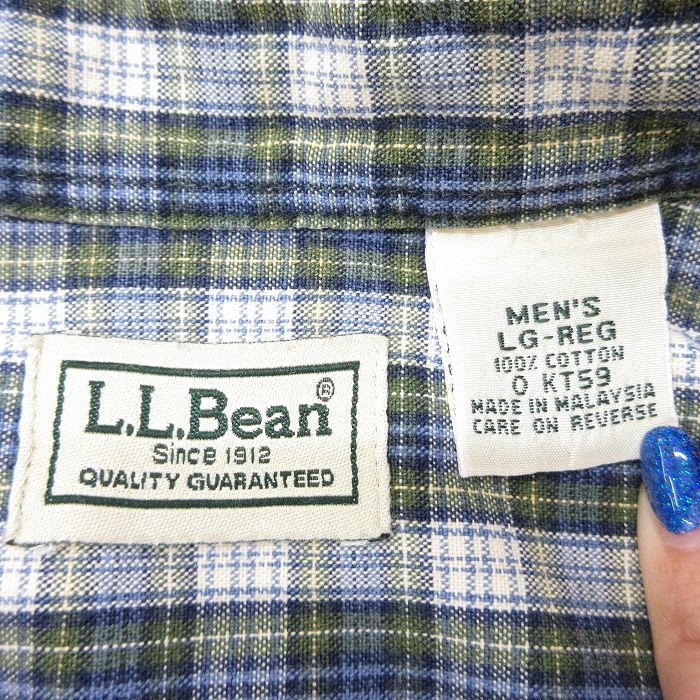 L.L.Bean®
Since 1912
QUALITY GUARANTEED
MEN'S
LG-REG
100% COTTON
0 KT59
MADE IN MALAYSIA
CARE ON REVERSE